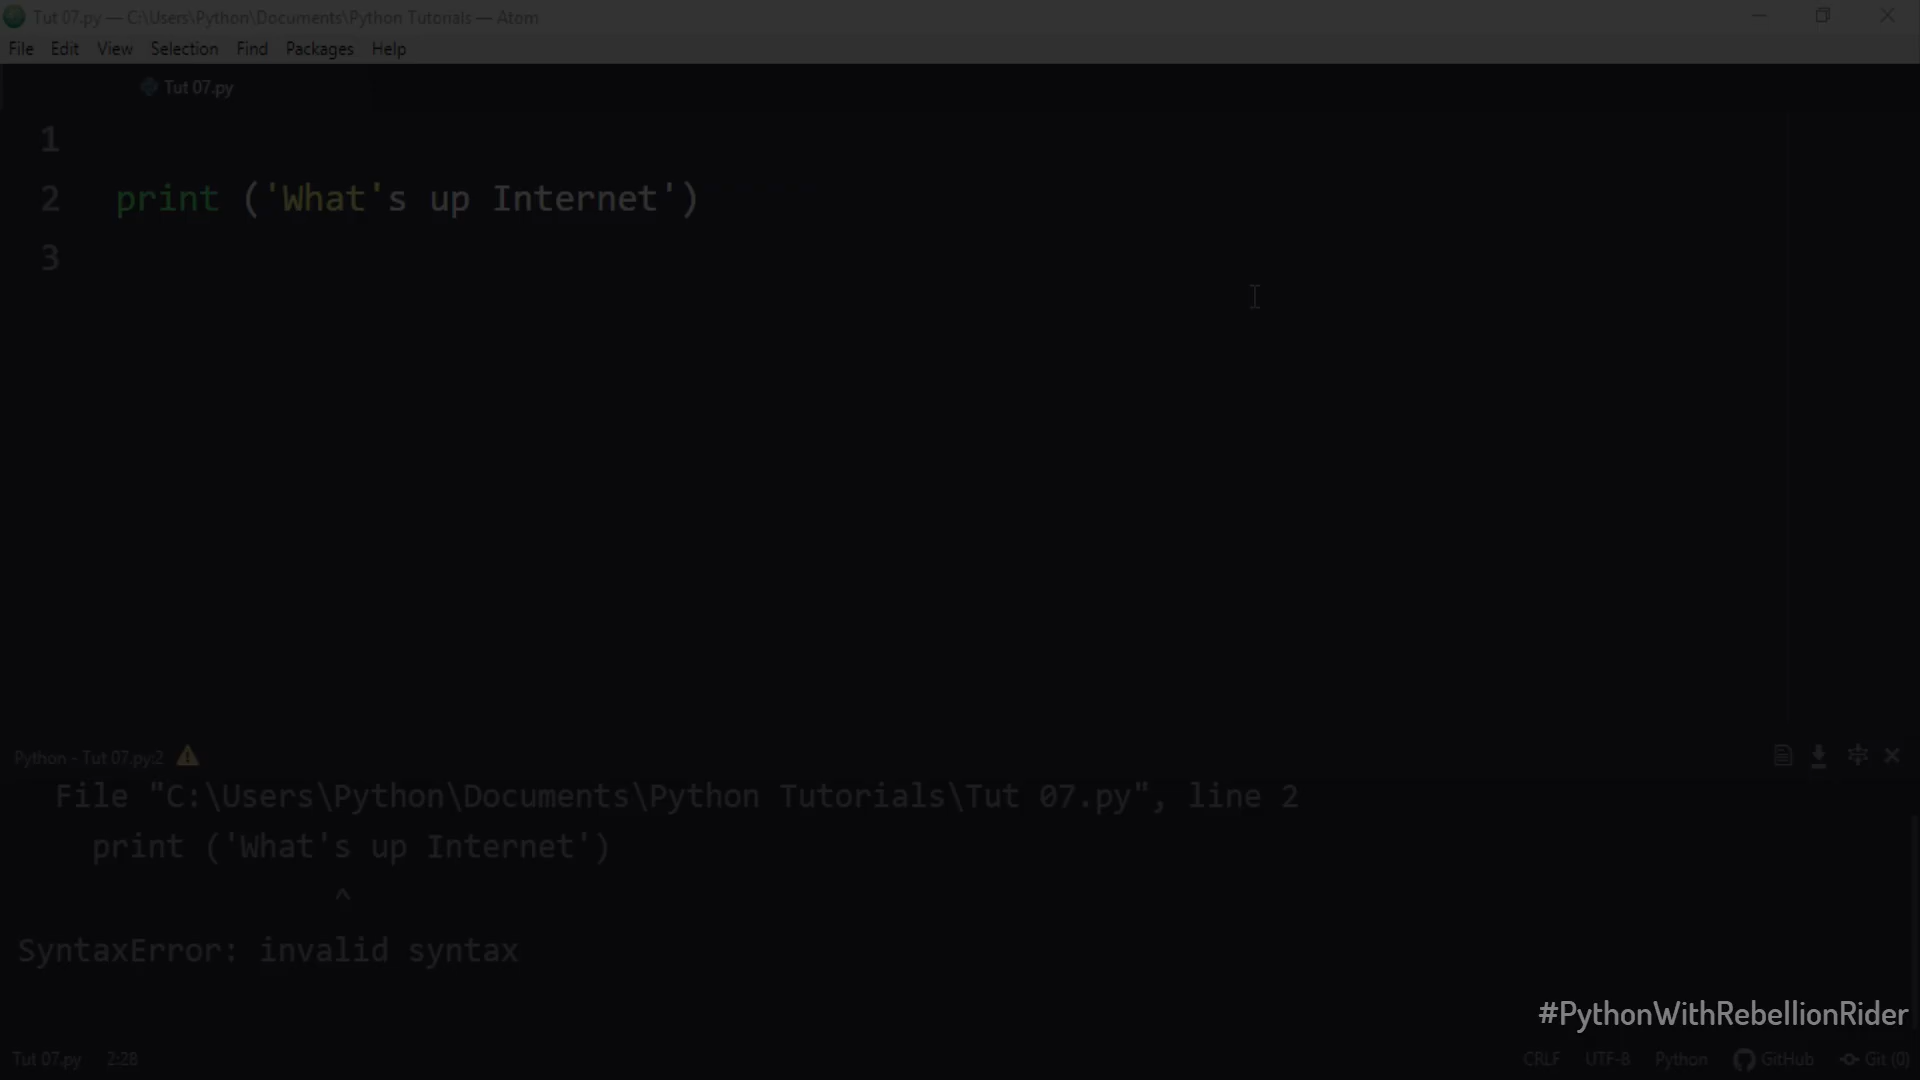 Tut 07.py — C:\Users\Python\Documents\Python Tutorials — Atom
File Edit View Selection Find Packages Help
Tut 07.py
1
2 print ('What's up Internet')
3
Python - Tut 07.py:2
File "C:\Users\Python\Documents\Python Tutorials\Tut 07.py", line 2
print ('What's up Internet')
^
SyntaxError: invalid syntax
#PythonWithRebellionRider
Tut 07.py 2:28 CRLF UTF-8 Python GitHub Git (0)